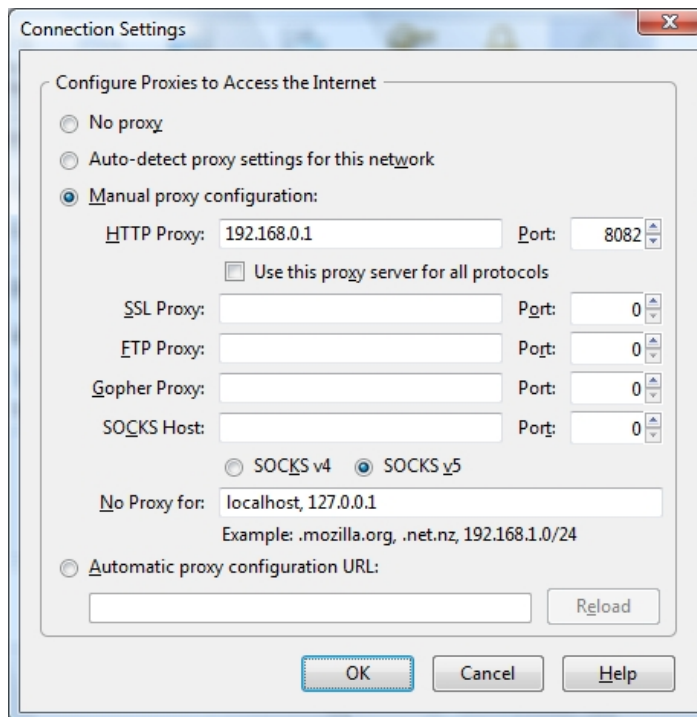 Connection Settings
Configure Proxies to Access the Internet
No proxy
Auto-detect proxy settings for this network
Manual proxy configuration:
HTTP Proxy: 192.168.0.1 Port: 8082
Use this proxy server for all protocols
SSL Proxy: Port: 0
FTP Proxy: Port: 0
Gopher Proxy: Port: 0
SOCKS Host: Port: 0
SOCKS v4 SOCKS v5
No Proxy for: localhost, 127.0.0.1
Example: .mozilla.org, .net.nz, 192.168.1.0/24
Automatic proxy configuration URL:
Reload
OK Cancel Help